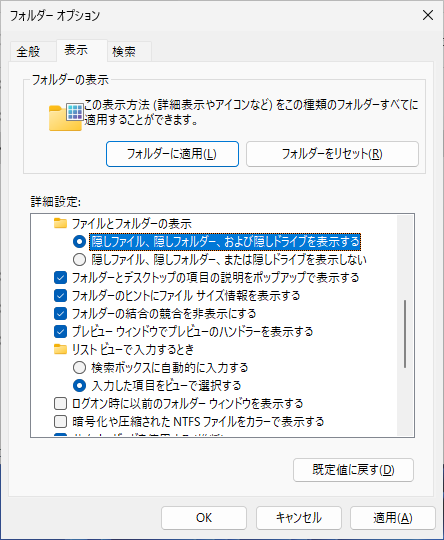 フォルダー オプション
全般
表示
検索
フォルダーの表示
この表示方法 (詳細表示やアイコンなど) をこの種類のフォルダーすべてに
適用することができます。
フォルダーに適用(L)
フォルダーをリセット(R)
詳細設定:
ファイルとフォルダーの表示
隠しファイル、隠しフォルダー、および隠しドライブを表示する
隠しファイル、隠しフォルダー、または隠しドライブを表示しない
フォルダーとデスクトップの項目の説明をポップアップで表示する
フォルダーのヒントにファイル サイズ情報を表示する
フォルダーの結合の競合を非表示にする
プレビュー ウィンドウでプレビューのハンドラーを表示する
リスト ビューで入力するとき
検索ボックスに自動的に入力する
入力した項目をビューで選択する
ログオン時に以前のフォルダー ウィンドウを表示する
暗号化や圧縮された NTFS ファイルをカラーで表示する
既定値に戻す(D)
OK
キャンセル
適用(A)